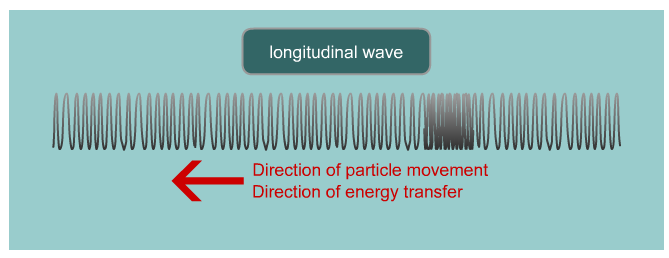 longitudinal wave
Direction of particle movement
Direction of energy transfer